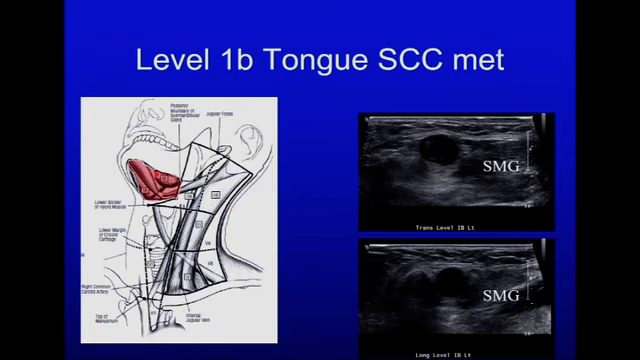 Level 1b Tongue SCC met
Posterior
Boundary of
Submandibular
Gland
Jugular Fossa
Lower Border
of Hyoid
Lower Margin
of Cricoid
Cartilage
Right Common
Carotid Artery
Top of
Manubrium
Internal
Jugular Vein
VA
SMG
Trans Level IB Lt
SMG
Long Level IB Lt